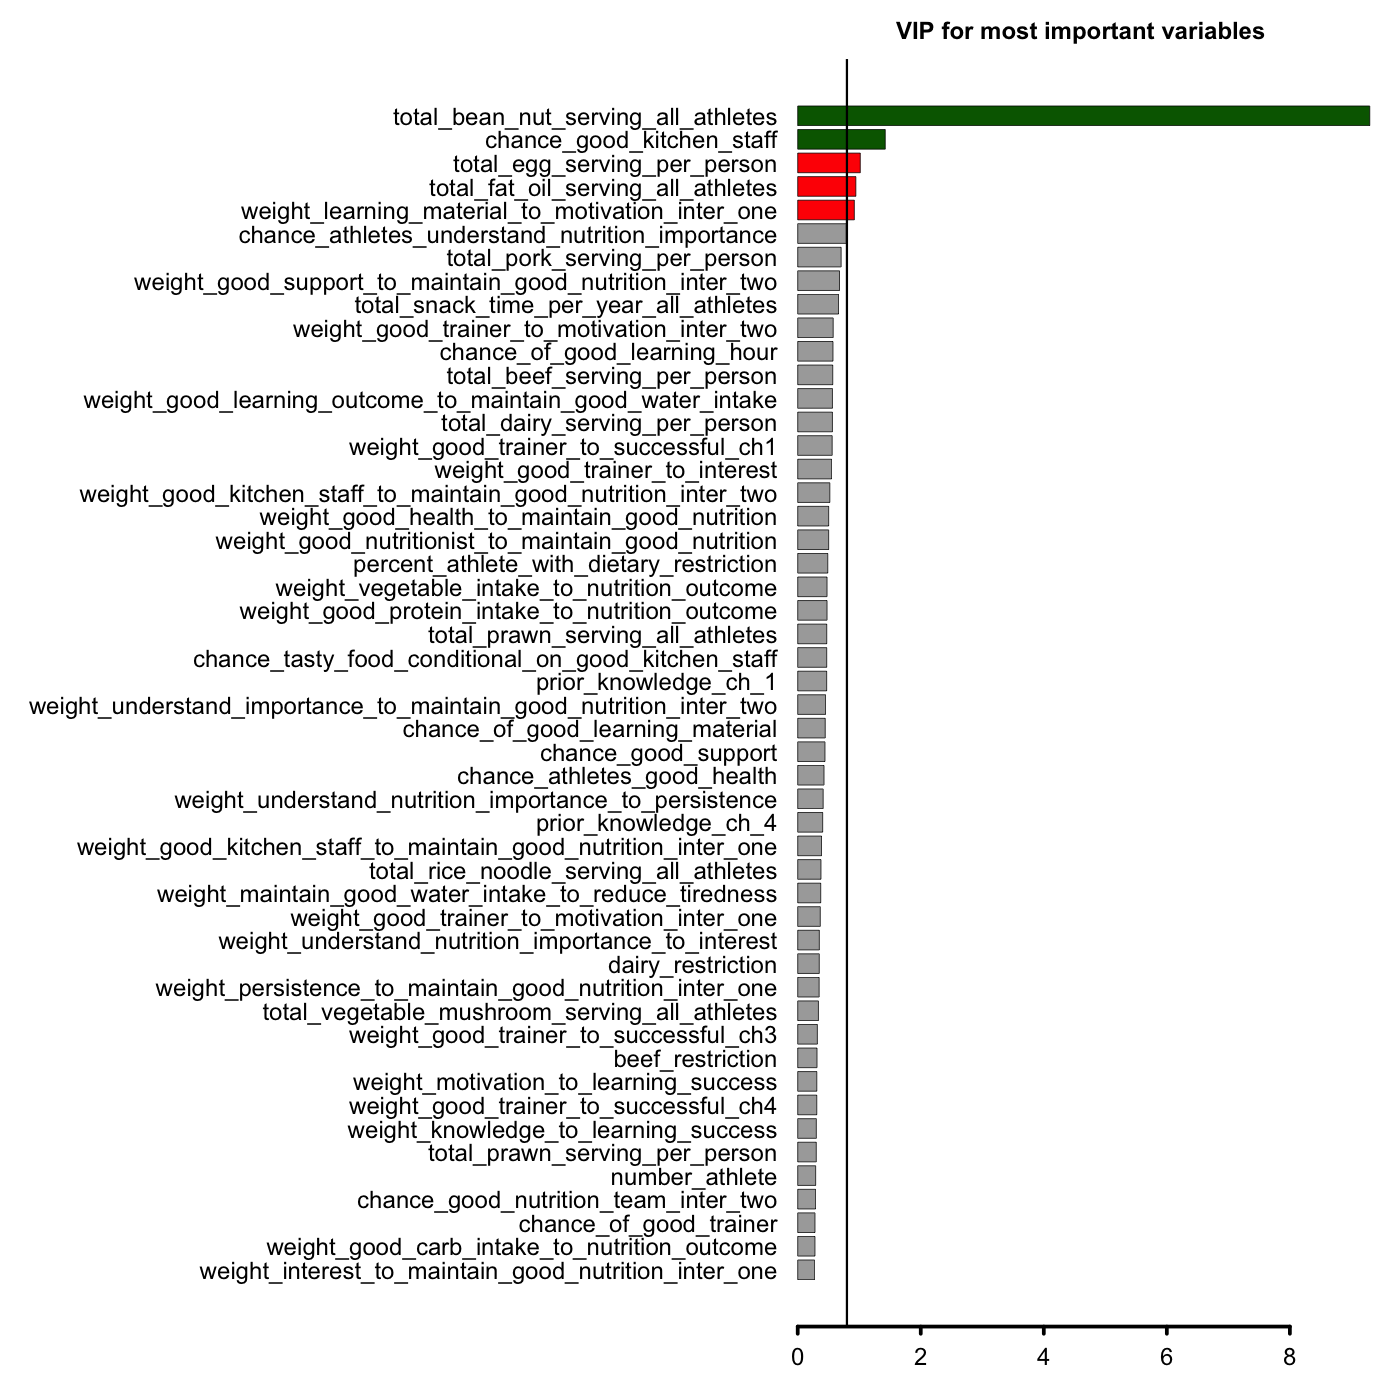 VIP for most important variables
total_bean_nut_serving_all_athletes
chance_good_kitchen_staff
total_egg_serving_per_person
total_fat_oil_serving_all_athletes
weight_learning_material_to_motivation_inter_one
chance_athletes_understand_nutrition_importance
total_pork_serving_per_person
weight_good_support_to_maintain_good_nutrition_inter_two
total_snack_time_per_year_all_athletes
weight_good_trainer_to_motivation_inter_two
chance_of_good_learning_hour
total_beef_serving_per_person
weight_good_learning_outcome_to_maintain_good_water_intake
total_dairy_serving_per_person
weight_good_trainer_to_successful_ch1
weight_good_trainer_to_interest
weight_good_kitchen_staff_to_maintain_good_nutrition_inter_two
weight_good_health_to_maintain_good_nutrition
weight_good_nutritionist_to_maintain_good_nutrition
percent_athlete_with_dietary_restriction
weight_vegetable_intake_to_nutrition_outcome
weight_good_protein_intake_to_nutrition_outcome
total_prawn_serving_all_athletes
chance_tasty_food_conditional_on_good_kitchen_staff
prior_knowledge_ch_1
weight_understand_importance_to_maintain_good_nutrition_inter_two
chance_of_good_learning_material
chance_good_support
chance_athletes_good_health
weight_understand_nutrition_importance_to_persistence
prior_knowledge_ch_4
weight_good_kitchen_staff_to_maintain_good_nutrition_inter_one
total_rice_noodle_serving_all_athletes
weight_maintain_good_water_intake_to_reduce_tiredness
weight_good_trainer_to_motivation_inter_one
weight_understand_nutrition_importance_to_interest
dairy_restriction
weight_persistence_to_maintain_good_nutrition_inter_one
total_vegetable_mushroom_serving_all_athletes
weight_good_trainer_to_successful_ch3
beef_restriction
weight_motivation_to_learning_success
weight_good_trainer_to_successful_ch4
weight_knowledge_to_learning_success
total_prawn_serving_per_person
number_athlete
chance_good_nutrition_team_inter_two
chance_of_good_trainer
weight_good_carb_intake_to_nutrition_outcome
weight_interest_to_maintain_good_nutrition_inter_one
0 2 4 6 8